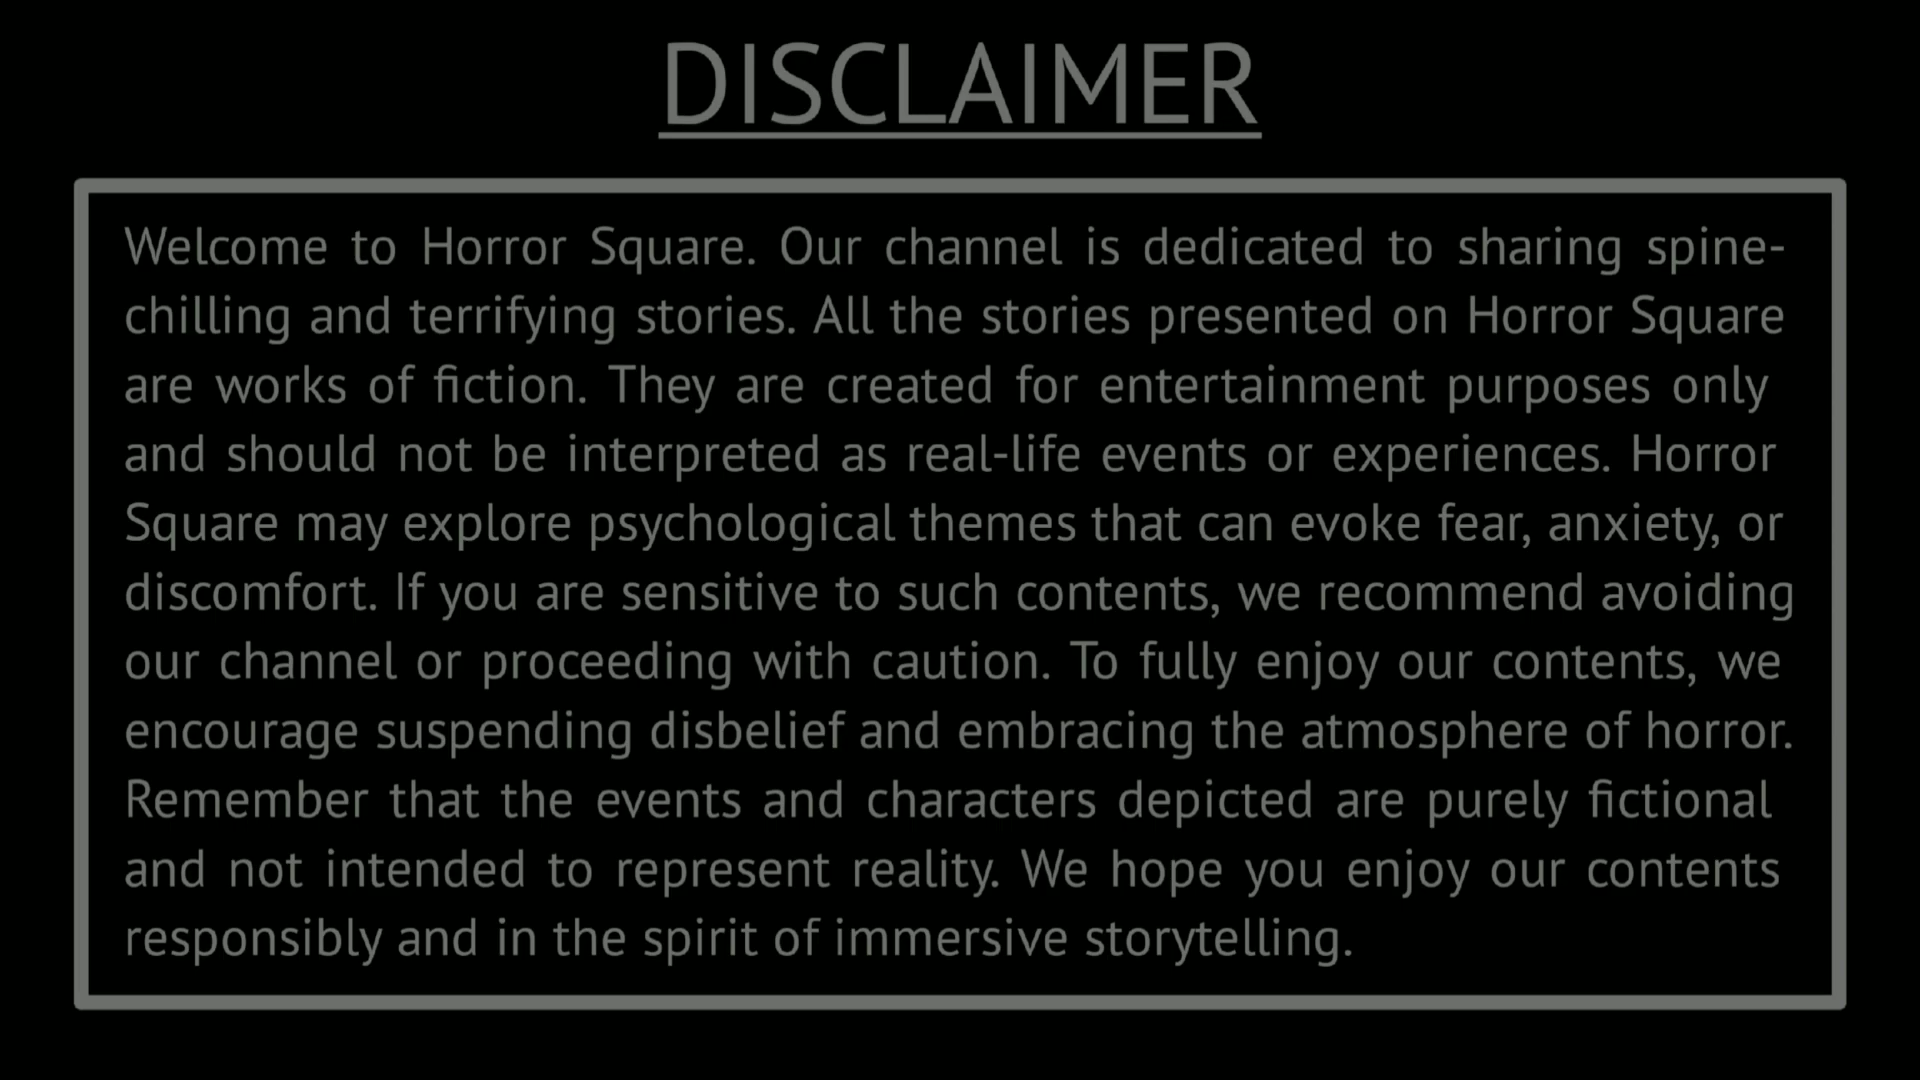 DISCLAIMER
Welcome to Horror Square. Our channel is dedicated to sharing spine-
chilling and terrifying stories. All the stories presented on Horror Square
are works of fiction. They are created for entertainment purposes only
and should not be interpreted as real-life events or experiences. Horror
Square may explore psychological themes that can evoke fear, anxiety, or
discomfort. If you are sensitive to such contents, we recommend avoiding
our channel or proceeding with caution. To fully enjoy our contents, we
encourage suspending disbelief and embracing the atmosphere of horror.
Remember that the events and characters depicted are purely fictional
and not intended to represent reality. We hope you enjoy our contents
responsibly and in the spirit of immersive storytelling.